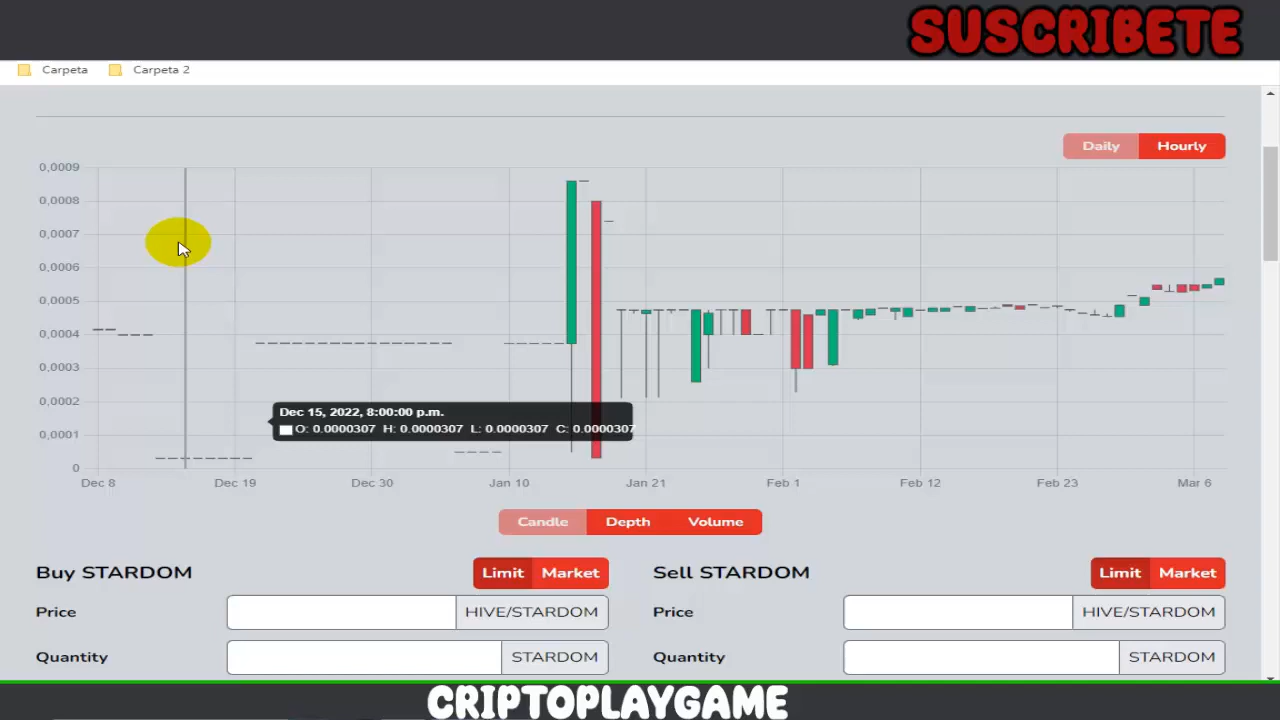 SUSCRIBETE
Carpeta Carpeta 2
Daily Hourly
0,0009
0,0008
0,0007
0,0006
0,0005
0,0004
0,0003
0,0002
0,0001
0
Dec 15, 2022, 8:00:00 p.m.
O: 0.0000307 H: 0.0000307 L: 0.0000307 C: 0.0000307
Dec 8 Dec 19 Dec 30 Jan 10 Jan 21 Feb 1 Feb 12 Feb 23 Mar 6
Candle Depth Volume
Buy STARDOM Limit Market Sell STARDOM Limit Market
Price HIVE/STARDOM Price HIVE/STARDOM
Quantity STARDOM Quantity STARDOM
CRIPTOPLAYGAME